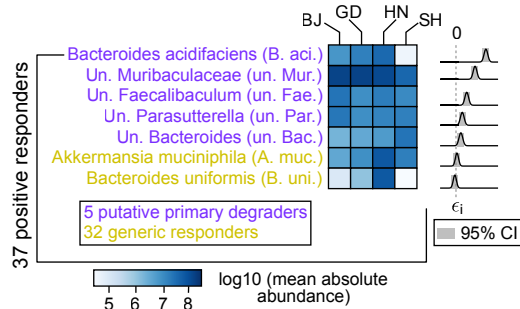 BJ GD HN SH
0
Bacteroides acidifaciens (B. aci.)
Un. Muribaculaceae (un. Mur.)
Un. Faecalibaculum (un. Fae.)
Un. Parasutterella (un. Par.)
Un. Bacteroides (un. Bac.)
Akkermansia muciniphila (A. muc.)
Bacteroides uniformis (B. uni.)
37 positive responders
5 putative primary degraders
32 generic responders
ϵi
95% CI
5 6 7 8
log10 (mean absolute
abundance)